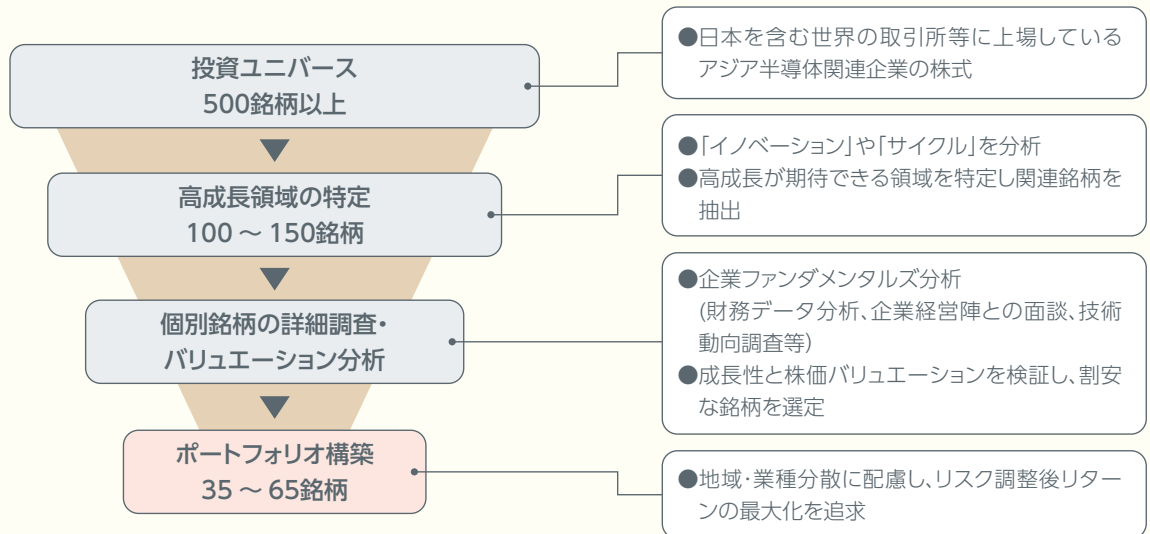 投資ユニバース
500銘柄以上
●日本を含む世界の取引所等に上場している
アジア半導体関連企業の株式
高成長領域の特定
100 ～ 150銘柄
●「イノベーション」や「サイクル」を分析
●高成長が期待できる領域を特定し関連銘柄を
抽出
個別銘柄の詳細調査・
バリュエーション分析
●企業ファンダメンタルズ分析
(財務データ分析、企業経営陣との面談、技術
動向調査等)
●成長性と株価バリュエーションを検証し、割安
な銘柄を選定
ポートフォリオ構築
35 ～ 65銘柄
●地域・業種分散に配慮し、リスク調整後リター
ンの最大化を追求